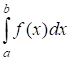 ∫_a^b f(x)dx